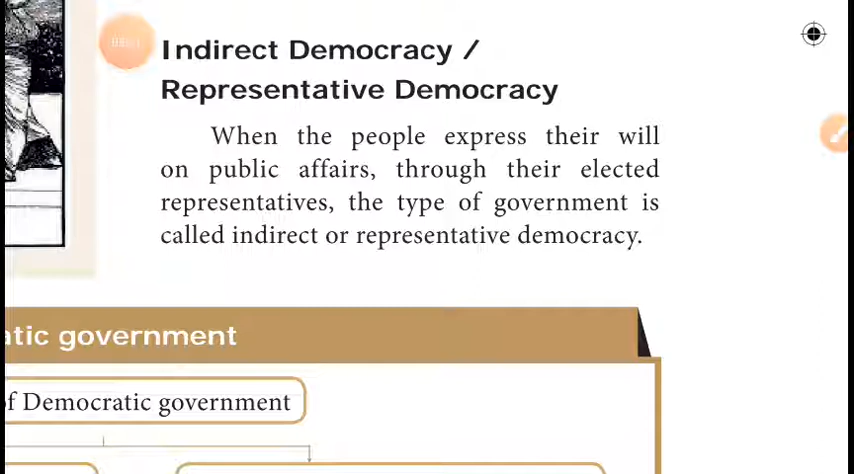 Indirect Democracy /
Representative Democracy
When the people express their will
on public affairs, through their elected
representatives, the type of government is
called indirect or representative democracy.
atic government
f Democratic government